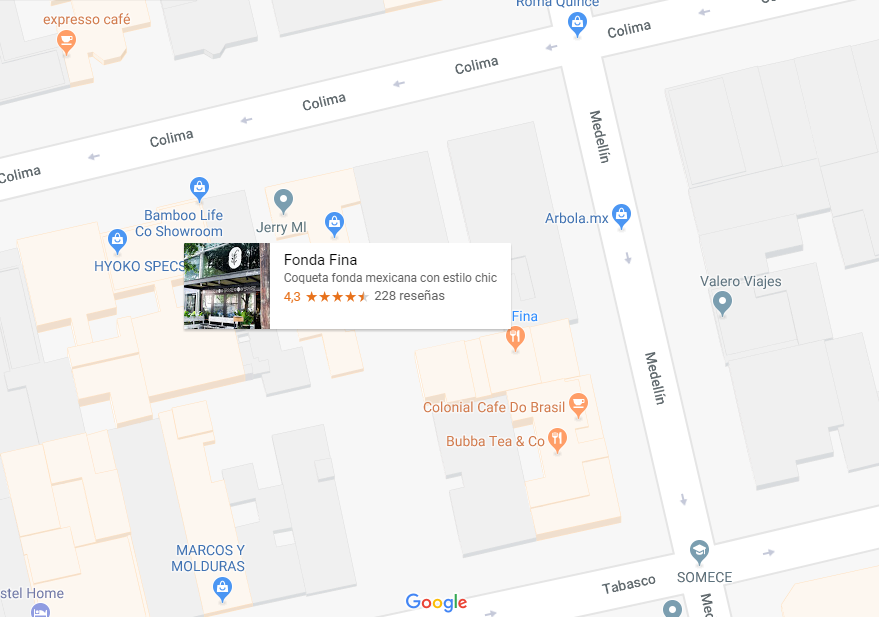 expresso café
Roma Quince
Colima
Colima
Colima
Colima
Colima
Medellín
Bamboo Life
Co Showroom
Jerry Ml
Arbola.mx
HYOKO SPECS
Fonda Fina
Coqueta fonda mexicana con estilo chic
4,3 228 reseñas
Valero Viajes
Fina
Medellín
Colonial Cafe Do Brasil
Bubba Tea & Co
MARCOS Y
MOLDURAS
SOMECE
Tabasco
stel Home
Google
Med